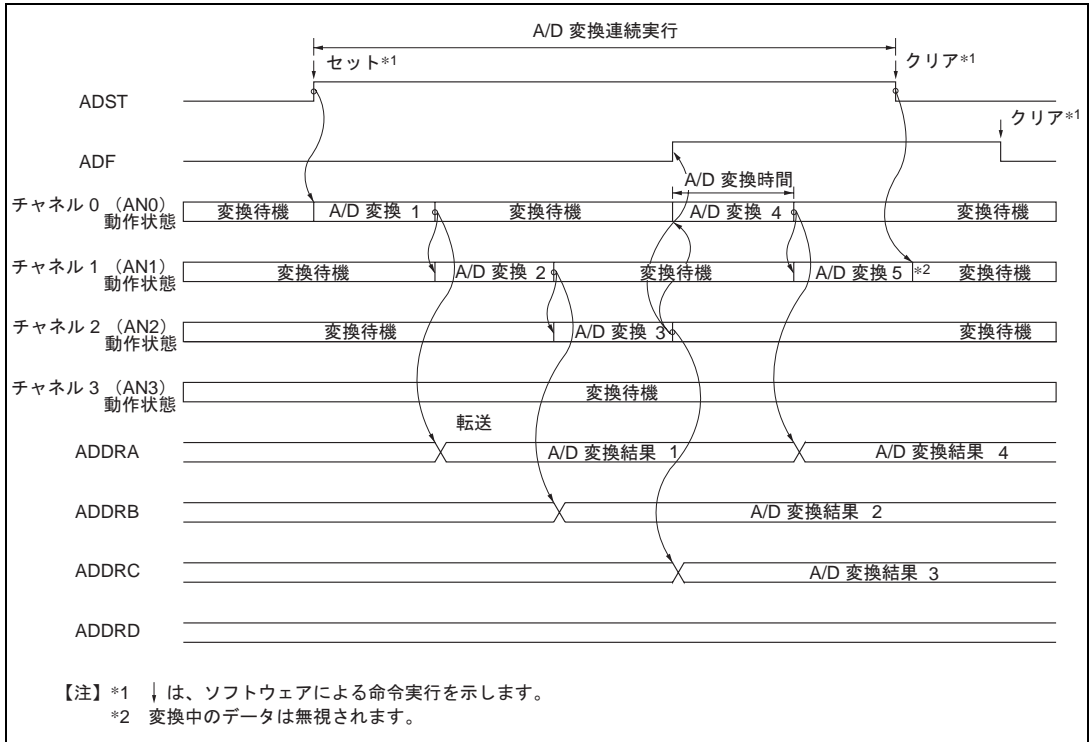 A/D 変換連続実行
セット*1
クリア*1
ADST
クリア*1
ADF
A/D 変換時間
チャネル 0 （AN0）
動作状態
変換待機 A/D 変換 1 変換待機 A/D 変換 4 変換待機
チャネル 1 （AN1）
動作状態
変換待機 A/D 変換 2 変換待機 A/D 変換 5 *2 変換待機
チャネル 2 （AN2）
動作状態
変換待機 A/D 変換 3 変換待機
チャネル 3 （AN3）
動作状態
変換待機
転送
ADDRA A/D 変換結果 1 A/D 変換結果 4
ADDRB A/D 変換結果 2
ADDRC A/D 変換結果 3
ADDRD
【注】*1 ↓は、ソフトウェアによる命令実行を示します。
*2 変換中のデータは無視されます。